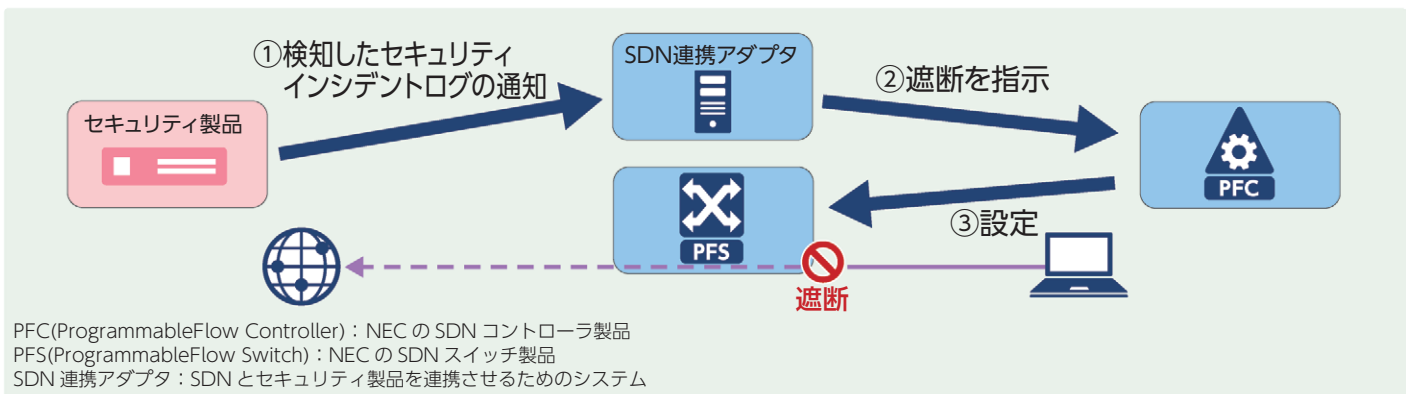 ①検知したセキュリティ
インシデントログの通知
SDN連携アダプタ
②遮断を指示
セキュリティ製品
PFC
PFS
③設定
遮断
PFC(ProgrammableFlow Controller)：NEC の SDN コントローラ製品
PFS(ProgrammableFlow Switch)：NEC の SDN スイッチ製品
SDN 連携アダプタ：SDN とセキュリティ製品を連携させるためのシステム